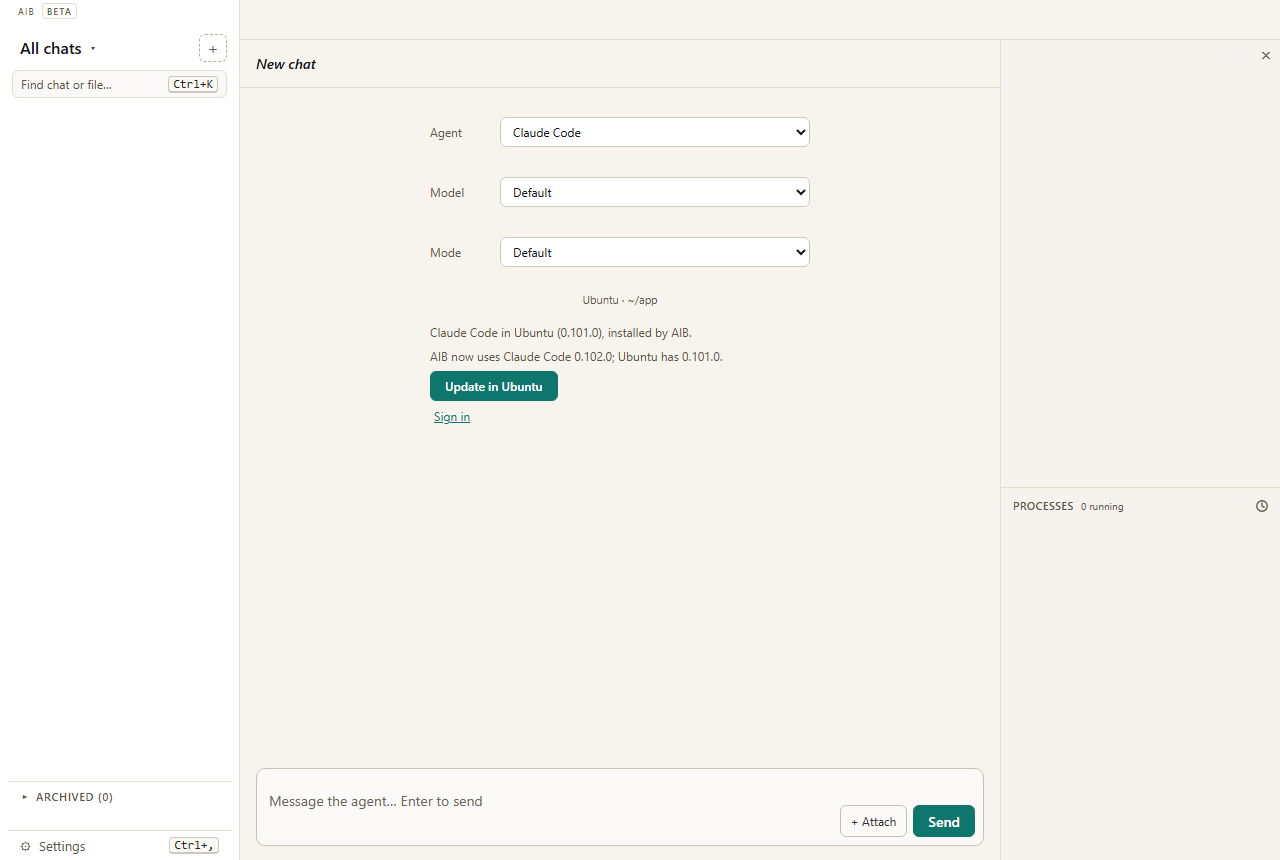 AIB BETA
All chats
+
Find chat or file... Ctrl+K
ARCHIVED (0)
Settings Ctrl+,
New chat
Agent Claude Code
Model Default
Mode Default
Ubuntu · ~/app
Claude Code in Ubuntu (0.101.0), installed by AIB.
AIB now uses Claude Code 0.102.0; Ubuntu has 0.101.0.
Update in Ubuntu
Sign in
Message the agent... Enter to send
+ Attach Send
×
PROCESSES 0 running